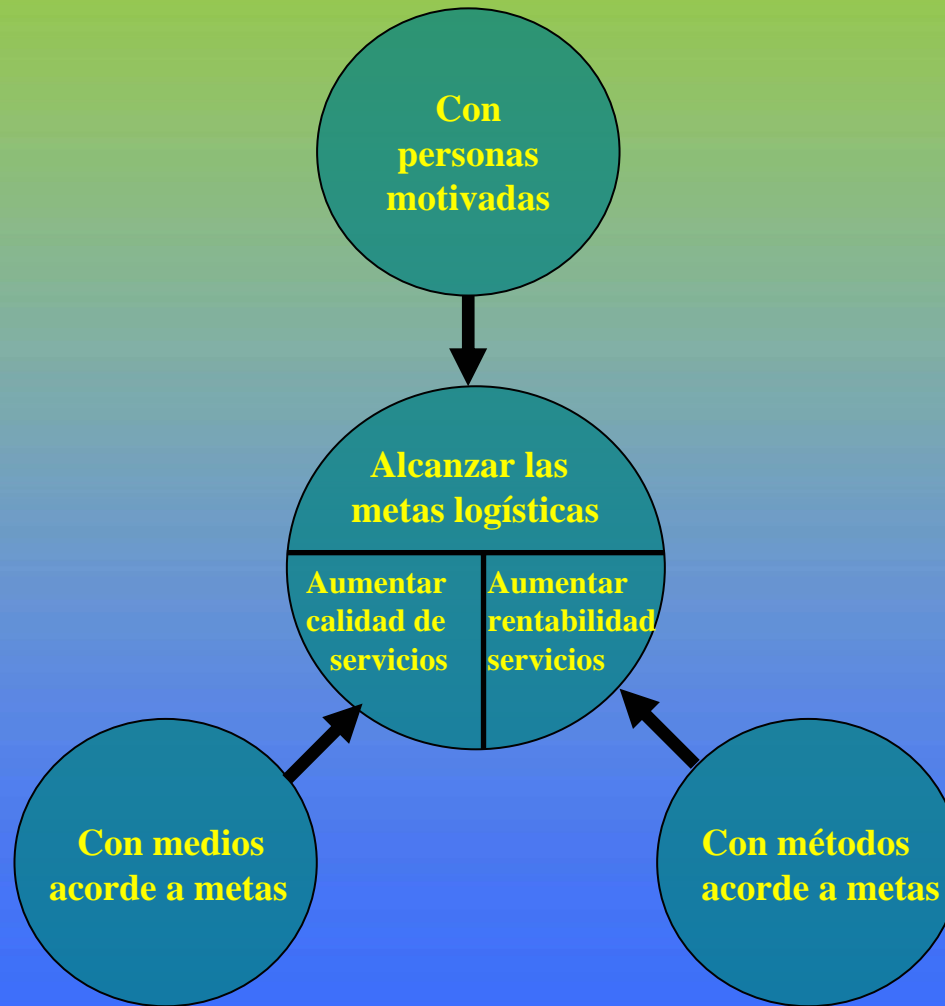 Con
personas
motivadas
Alcanzar las
metas logísticas
Aumentar
calidad de
servicios
Aumentar
rentabilidad
servicios
Con medios
acorde a metas
Con métodos
acorde a metas